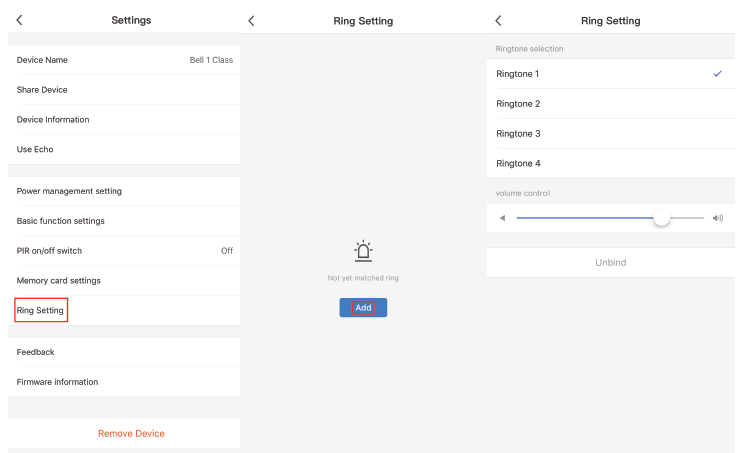 Settings
Device Name Bell 1 Class
Share Device
Device Information
Use Echo
Power management setting
Basic function settings
PIR on/off switch Off
Memory card settings
Ring Setting
Feedback
Firmware information
Remove Device
Ring Setting
Not yet matched ring
Add
Ring Setting
Ringtone selection
Ringtone 1
Ringtone 2
Ringtone 3
Ringtone 4
volume control
Unbind